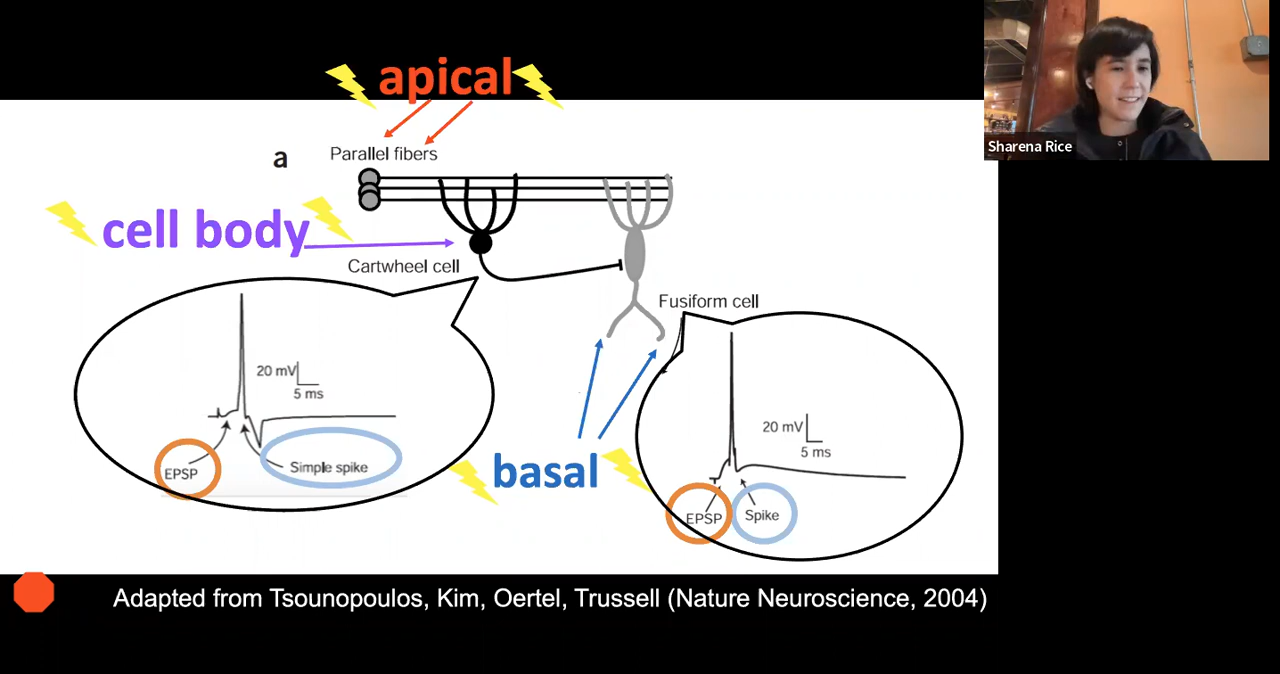 apical
Sharena Rice
a
Parallel fibers
cell body
Cartwheel cell
Fusiform cell
20 mV
5 ms
EPSP
Simple spike
basal
20 mV
5 ms
EPSP
Spike
Adapted from Tsounopoulos, Kim, Oertel, Trussell (Nature Neuroscience, 2004)